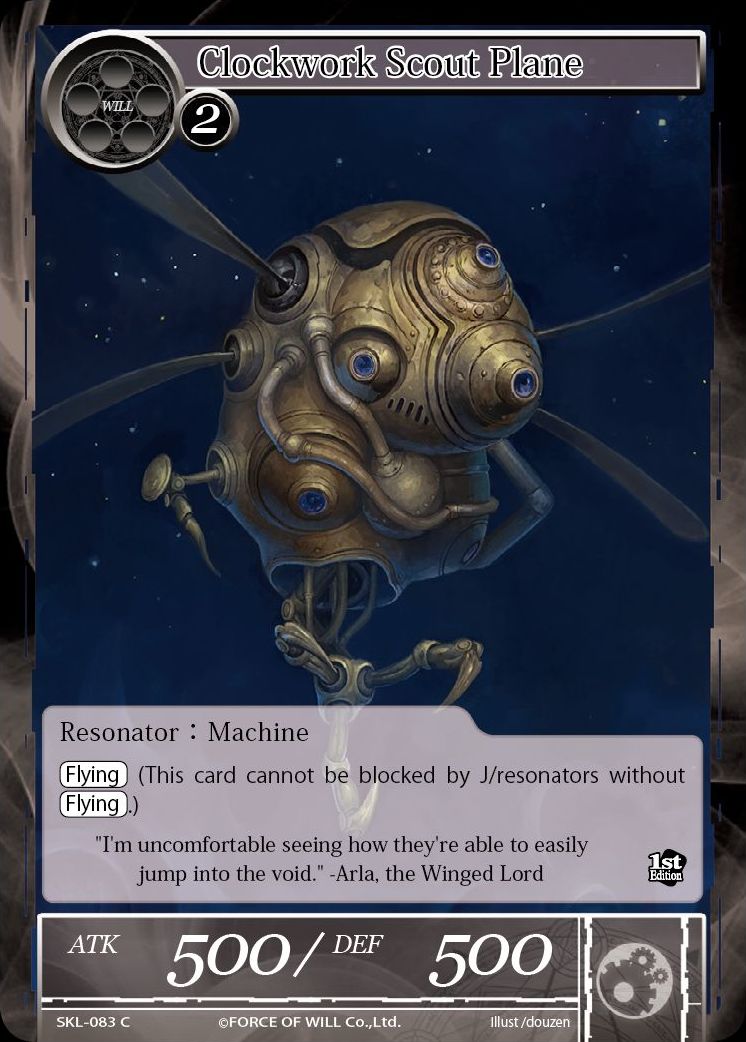 Clockwork Scout Plane
WILL
2
Resonator : Machine
Flying (This card cannot be blocked by J/resonators without
Flying.)
"I'm uncomfortable seeing how they're able to easily
jump into the void." -Arla, the Winged Lord
1st
Edition
ATK 500 / DEF 500
SKL-083 C ©FORCE OF WILL Co.,Ltd. Illust/douzen